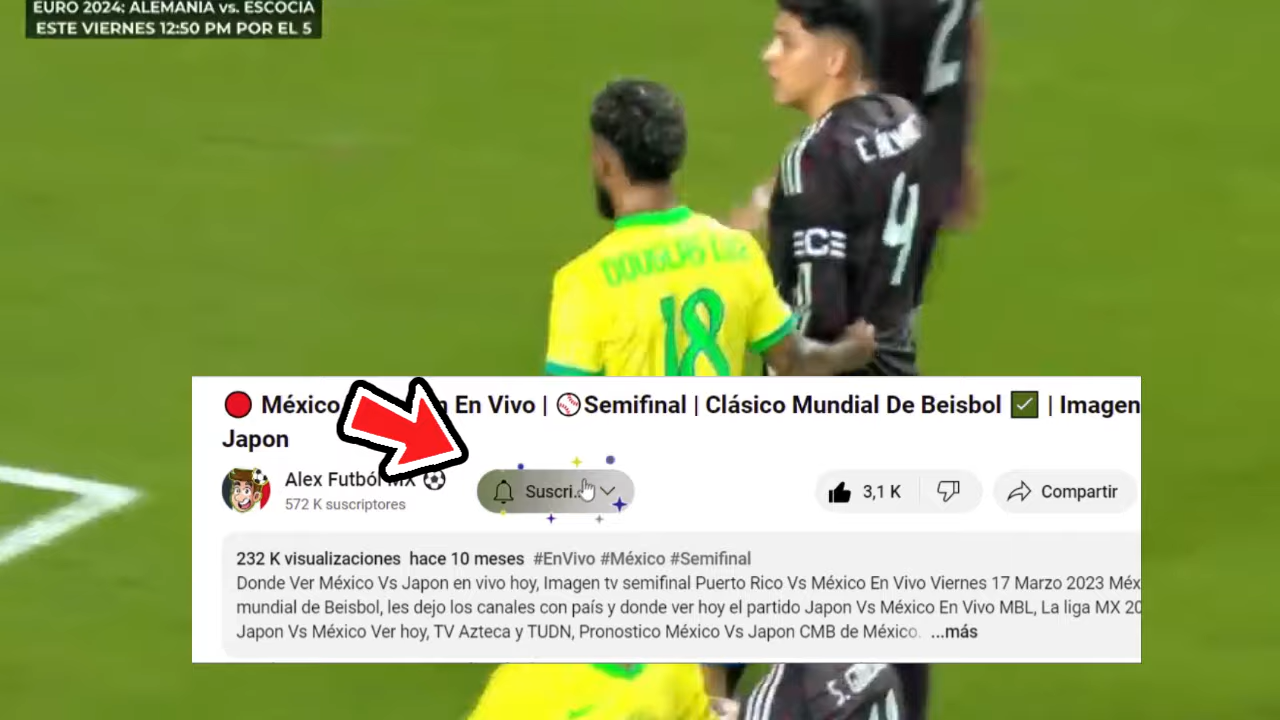 EURO 2024: ALEMANIA vs. ESCOCIA
ESTE VIERNES 12:50 PM POR EL 5
2
4
DOUGLAS
18
México En Vivo | Semifinal | Clásico Mundial De Beisbol | Imagen
Japon
Alex Futból MX
572 K suscriptores
Suscri...
3,1 K
Compartir
232 K visualizaciones hace 10 meses #EnVivo #México #Semifinal
Donde Ver México Vs Japon en vivo hoy, Imagen tv semifinal Puerto Rico Vs México En Vivo Viernes 17 Marzo 2023 Méx
mundial de Beisbol, les dejo los canales con país y donde ver hoy el partido Japon Vs México En Vivo MBL, La liga MX 20
Japon Vs México Ver hoy, TV Azteca y TUDN, Pronostico México Vs Japon CMB de México. ...más